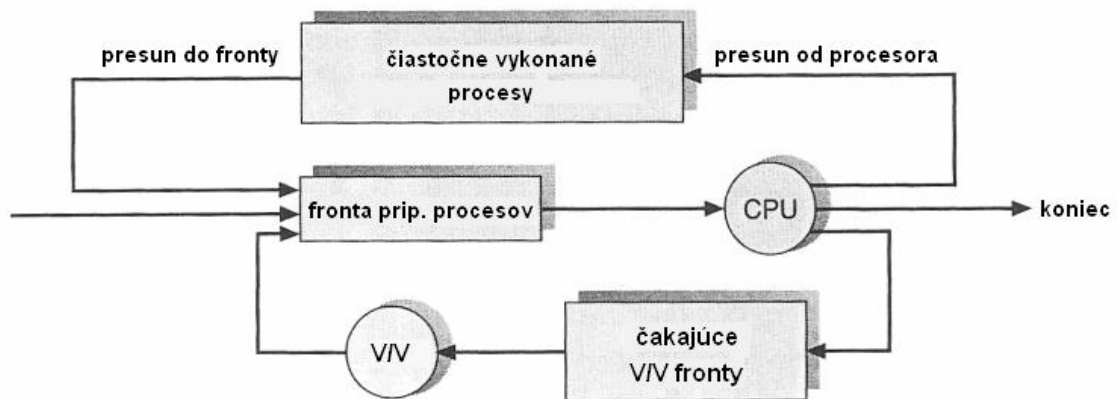 presun do fronty
čiastočne vykonané
procesy
presun od procesora
fronta prip. procesov
CPU
koniec
V/V
čakajúce
V/V fronty